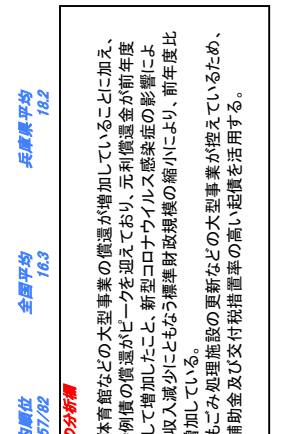 内順位 全国平均 兵庫県平均
57/82 16.3 18.2
の分析欄
体育館などの大型事業の償還が増加していることに加え、
例債の償還がピークを迎えており、元利償還金が前年度
して増加したこと、新型コロナウイルス感染症の影響によ
収入減少にともなう標準財政規模の縮小により、前年度比
増加している。
もごみ処理施設の更新などの大型事業が控えているため、
補助金及び交付税措置率の高い起債を活用する。